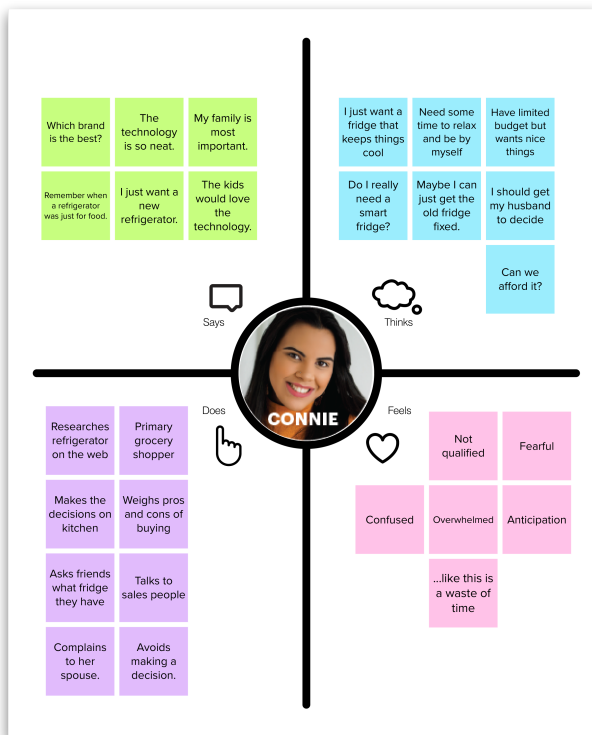 Which brand
is the best?
The
technology
is so neat.
My family is
most
important.
Remember when
a refrigerator
was just for food.
I just want a
new
refrigerator.
The kids
would love
the
technology.
Says
I just want a
fridge that
keeps things
cool
Need some
time to relax
and be by
myself
Have limited
budget but
wants nice
things
Do I really
need a
smart
fridge?
Maybe I can
just get the
old fridge
fixed.
I should get
my husband
to decide
Can we
afford it?
Thinks
CONNIE
Does
Researches
refrigerator
on the web
Primary
grocery
shopper
Makes the
decisions on
kitchen
Weighs pros
and cons of
buying
Asks friends
what fridge
they have
Talks to
sales people
Complains
to her
spouse.
Avoids
making a
decision.
Feels
Not
qualified
Fearful
Confused
Overwhelmed
Anticipation
...like this is
a waste of
time